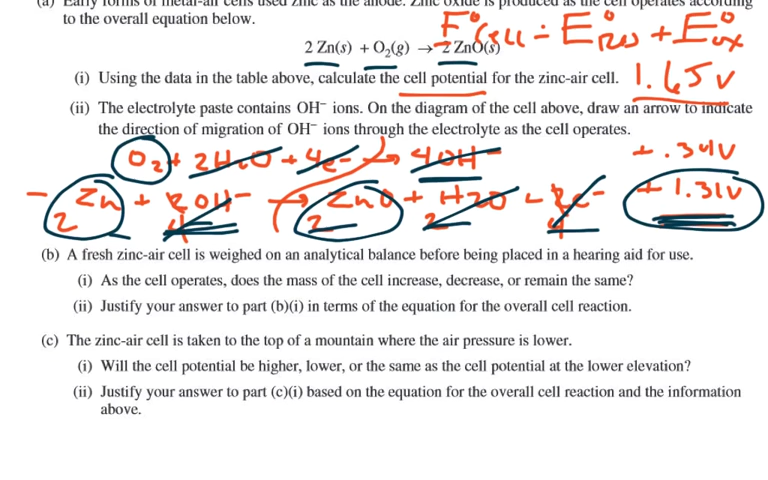 (a) Early forms of metal-air cells used zinc as the anode. Zinc oxide is produced as the cell operates according
to the overall equation below.
E°cell = E°red + E°ox
2 Zn(s) + O₂(g) → 2 ZnO(s)
(i) Using the data in the table above, calculate the cell potential for the zinc-air cell. 1.65 V
(ii) The electrolyte paste contains OH⁻ ions. On the diagram of the cell above, draw an arrow to indicate
the direction of migration of OH⁻ ions through the electrolyte as the cell operates.
O₂ + 2H₂O + 4e- → 4OH- + .34V
2 Zn + 4 OH- → 2 ZnO + 2 H2O 4 e- + 1.31V
(b) A fresh zinc-air cell is weighed on an analytical balance before being placed in a hearing aid for use.
(i) As the cell operates, does the mass of the cell increase, decrease, or remain the same?
(ii) Justify your answer to part (b)(i) in terms of the equation for the overall cell reaction.
(c) The zinc-air cell is taken to the top of a mountain where the air pressure is lower.
(i) Will the cell potential be higher, lower, or the same as the cell potential at the lower elevation?
(ii) Justify your answer to part (c)(i) based on the equation for the overall cell reaction and the information
above.